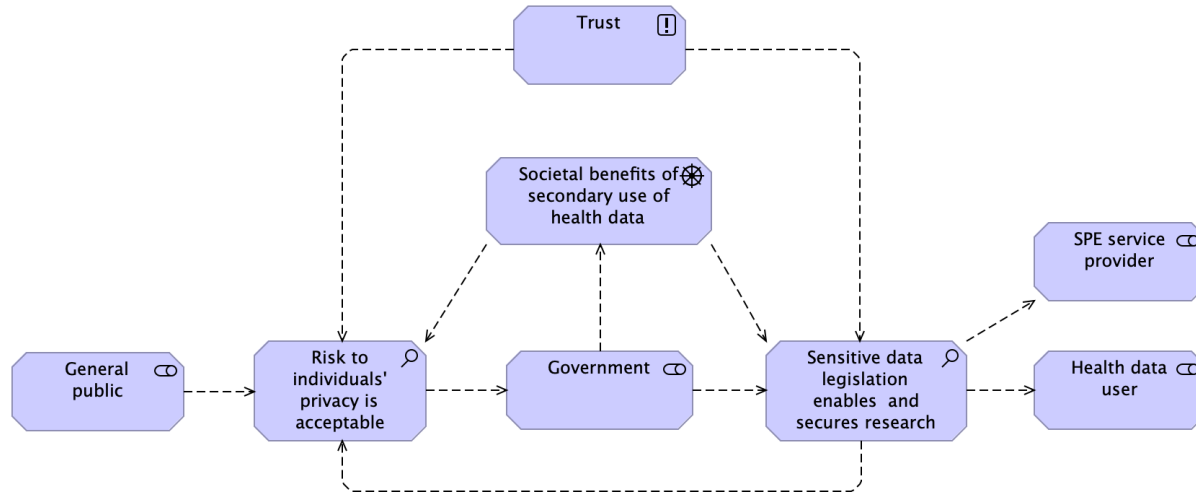 Trust
Societal benefits of
secondary use of
health data
SPE service
provider
General
public
Risk to
individuals'
privacy is
acceptable
Government
Sensitive data
legislation
enables and
secures research
Health data
user